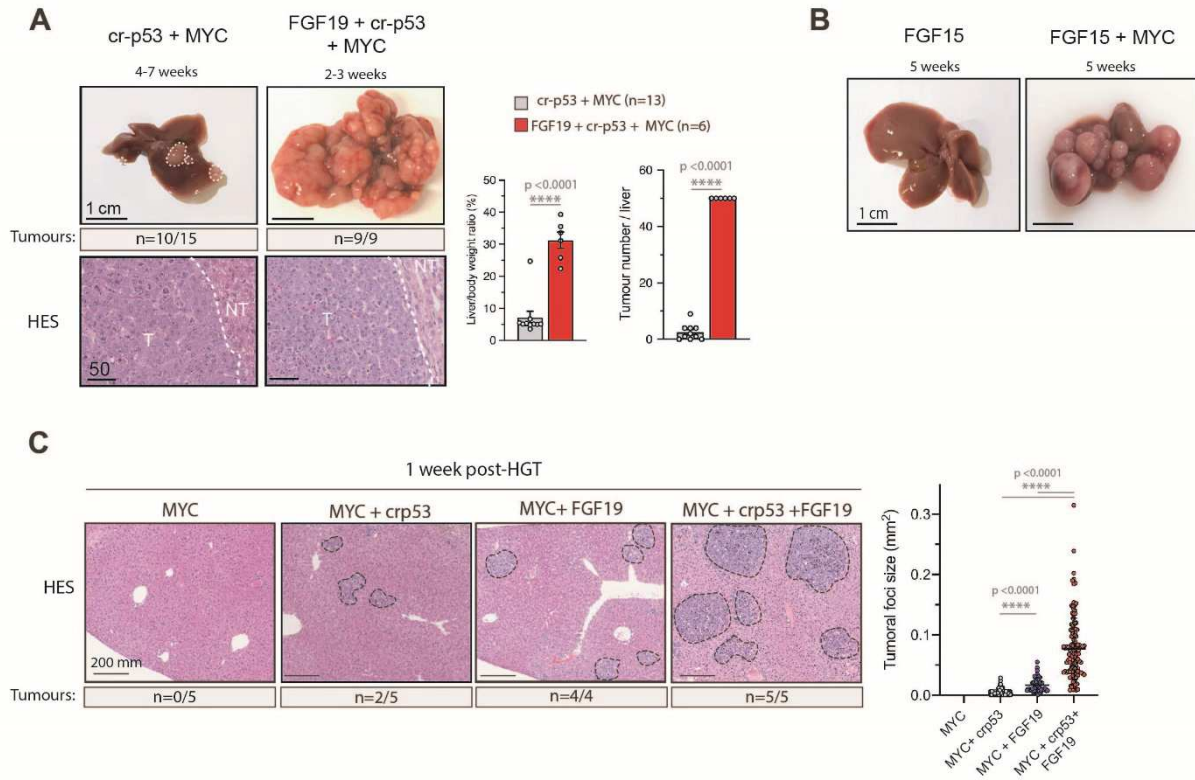 A
cr-p53 + MYC
4-7 weeks
FGF19 + cr-p53
+ MYC
2-3 weeks
1 cm
Tumours:
n=10/15
n=9/9
HES
T
NT
50
T
NT
cr-p53 + MYC (n=13)
FGF19 + cr-p53 + MYC (n=6)
Liver/body weight ratio (%)
50
40
30
20
10
0
p <0.0001
****
Tumour number / liver
60
40
20
0
p <0.0001
****
B
FGF15
5 weeks
FGF15 + MYC
5 weeks
1 cm
C
1 week post-HGT
MYC
MYC + crp53
MYC+ FGF19
MYC + crp53 +FGF19
HES
200 mm
Tumours:
n=0/5
n=2/5
n=4/4
n=5/5
Tumoral foci size (mm²)
0.3
0.2
0.1
0.0
p <0.0001
****
p <0.0001
****
MYC
MYC+ crp53
MYC + FGF19
MYC + crp53+
FGF19